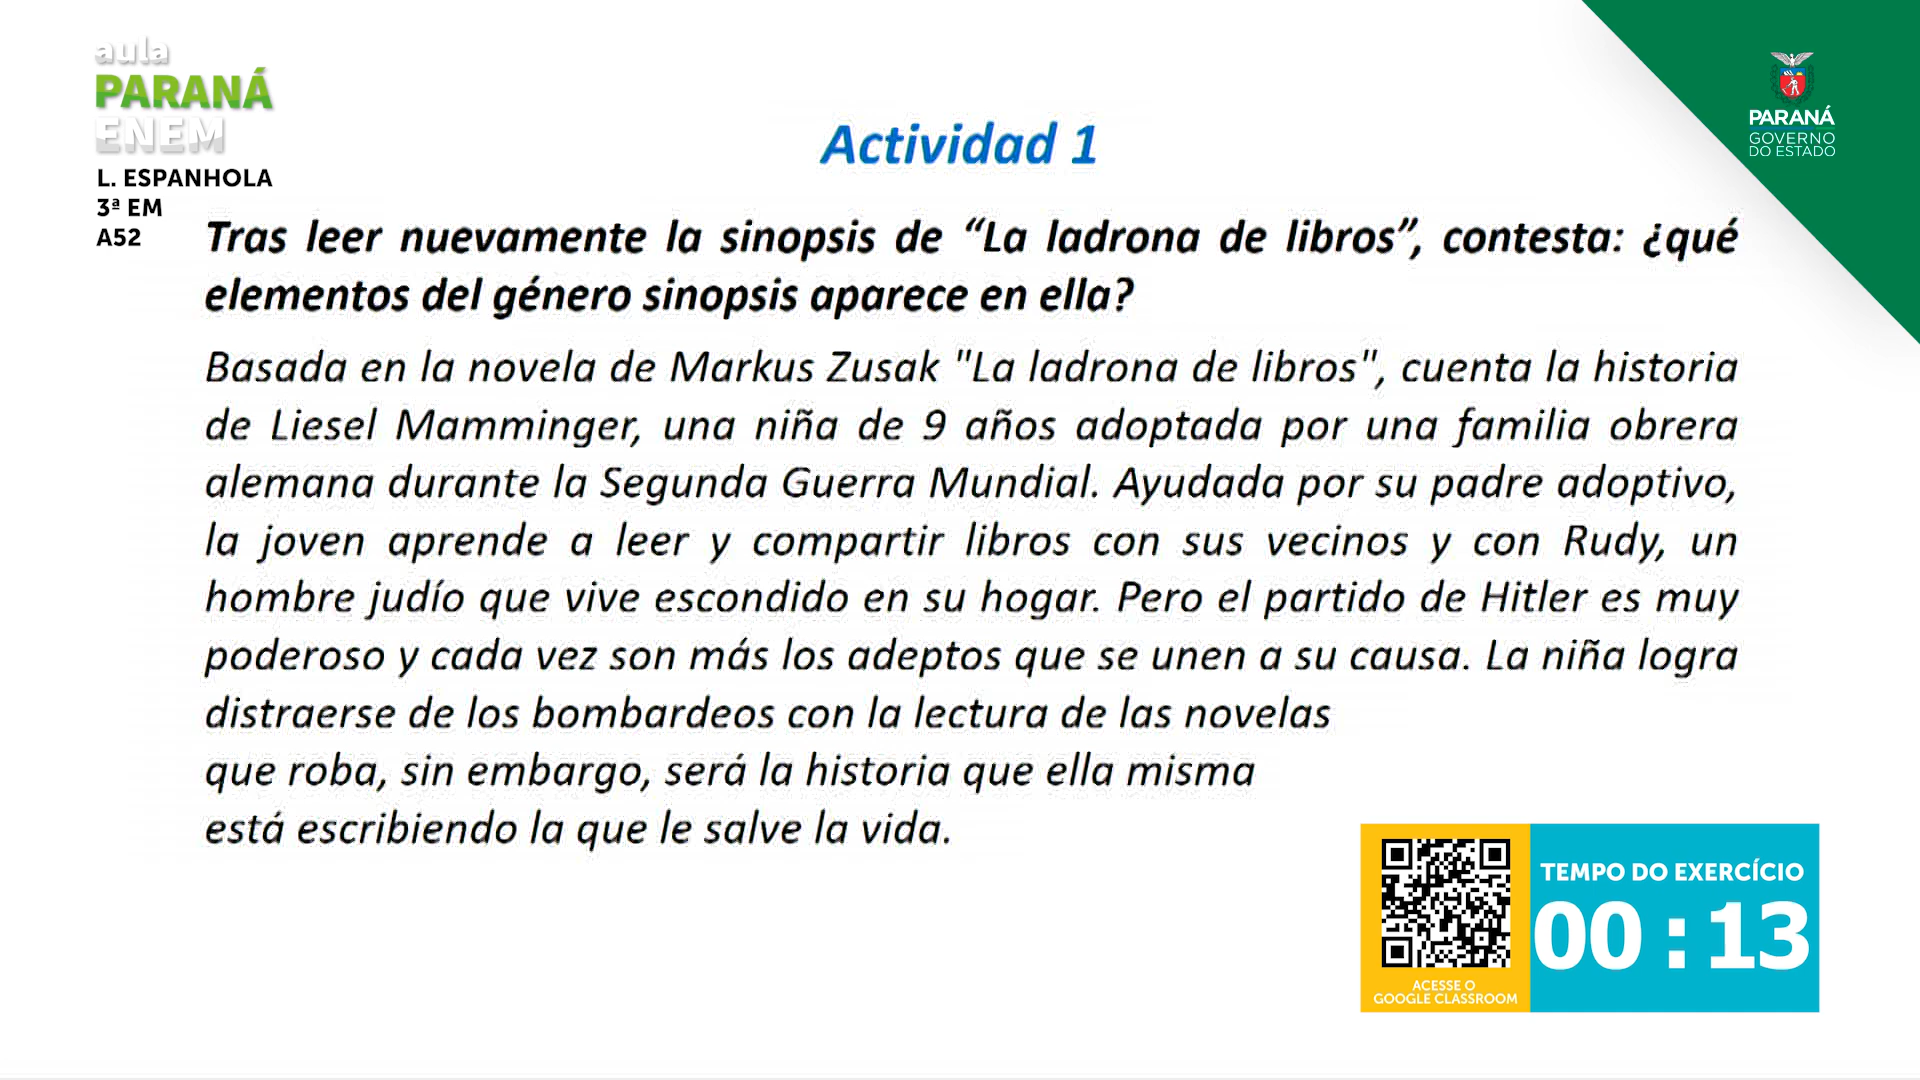 aula
PARANÁ
ENEM
L. ESPANHOLA
3ª EM
A52
PARANÁ
GOVERNO
DO ESTADO
Actividad 1
Tras leer nuevamente la sinopsis de “La ladrona de libros”, contesta: ¿qué
elementos del género sinopsis aparece en ella?
Basada en la novela de Markus Zusak "La ladrona de libros", cuenta la historia
de Liesel Mamminger, una niña de 9 años adoptada por una familia obrera
alemana durante la Segunda Guerra Mundial. Ayudada por su padre adoptivo,
la joven aprende a leer y compartir libros con sus vecinos y con Rudy, un
hombre judío que vive escondido en su hogar. Pero el partido de Hitler es muy
poderoso y cada vez son más los adeptos que se unen a su causa. La niña logra
distraerse de los bombardeos con la lectura de las novelas
que roba, sin embargo, será la historia que ella misma
está escribiendo la que le salve la vida.
ACESSE O
GOOGLE CLASSROOM
TEMPO DO EXERCÍCIO
00 : 13